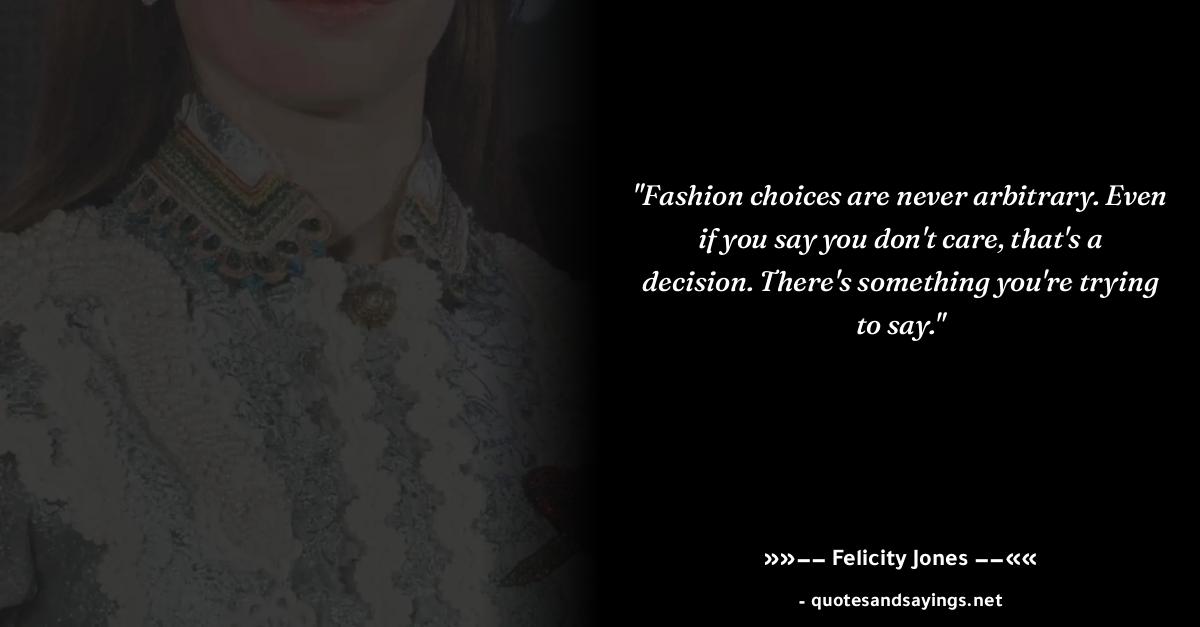 "Fashion choices are never arbitrary. Even
if you say you don't care, that's a
decision. There's something you're trying
to say."
»»−− Felicity Jones −−««
- quotesandsayings.net